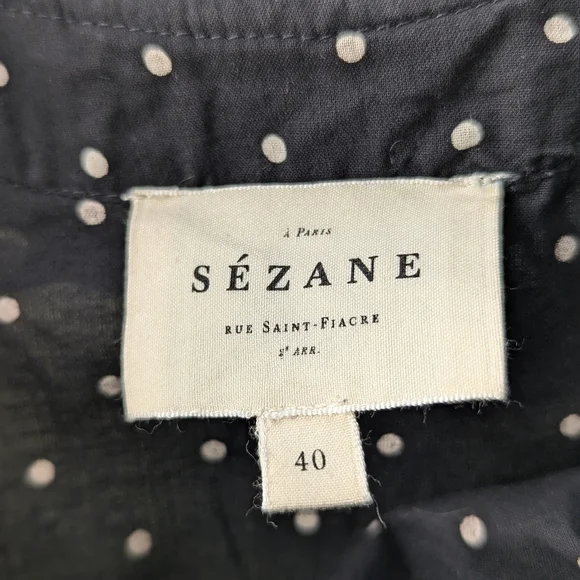 À PARIS
SÉZANE
RUE SAINT-FIACRE
2ᵉ ARR.
40